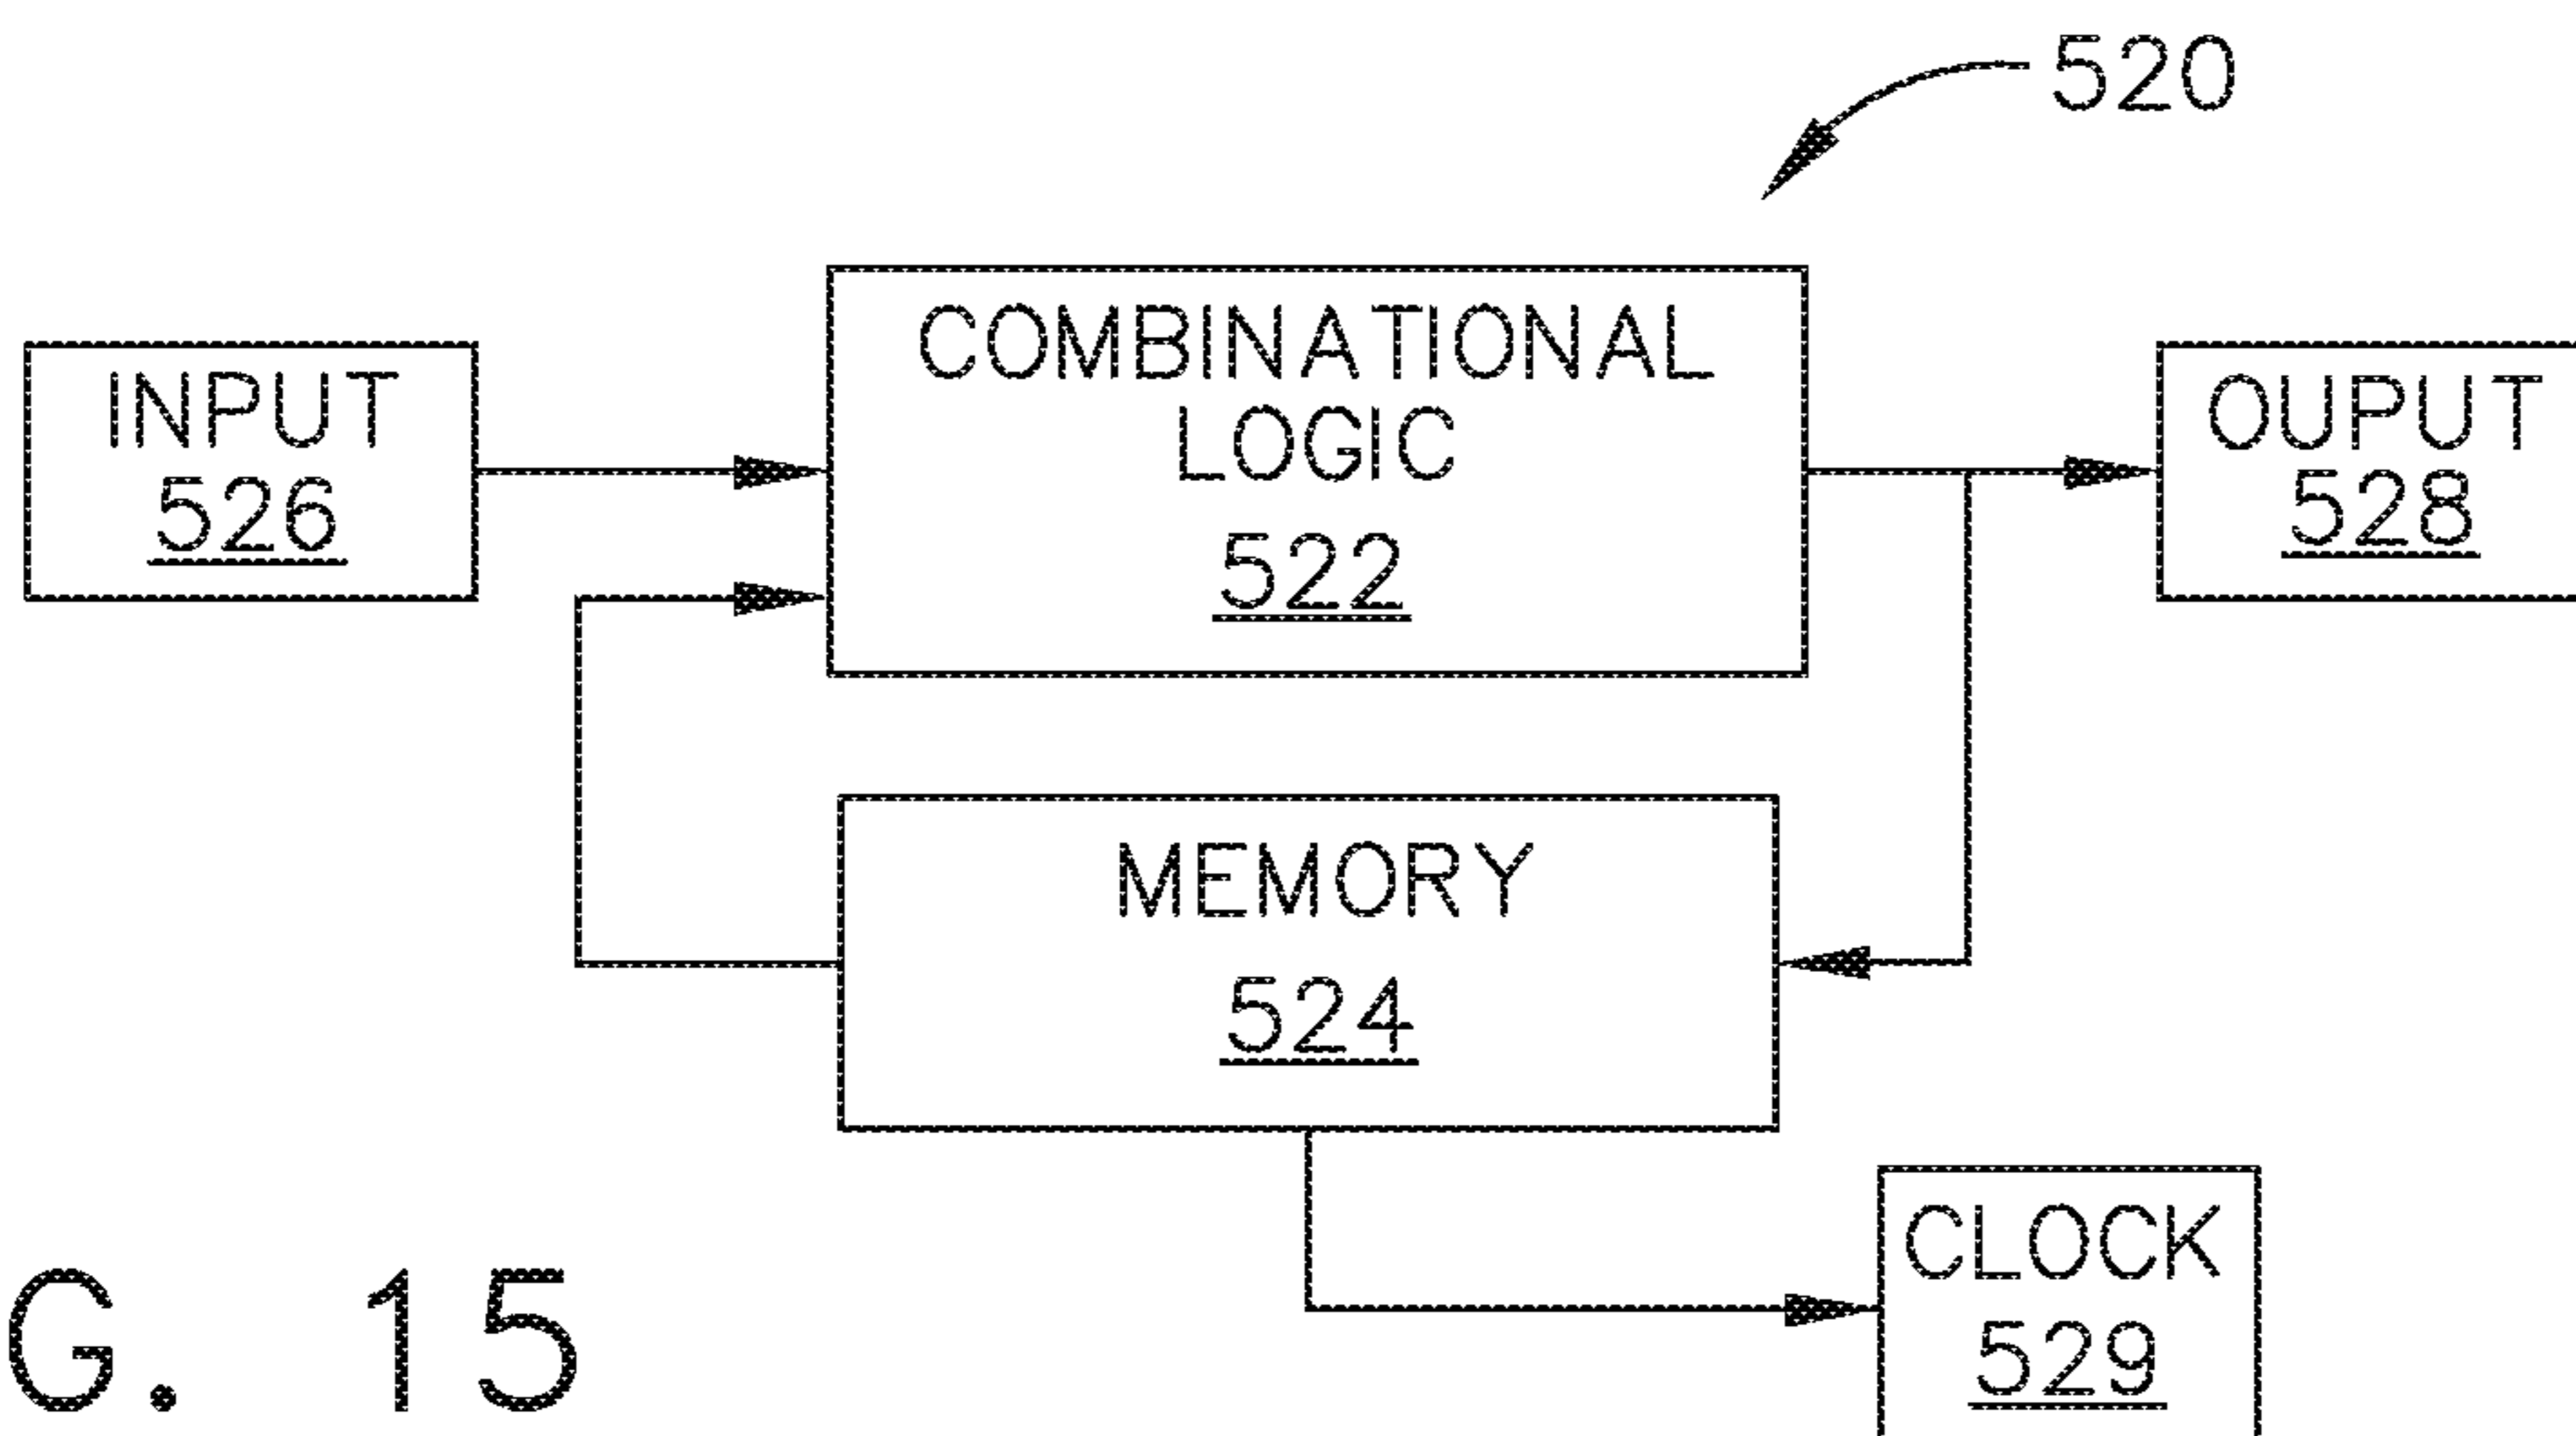 520
COMBINATIONAL
LOGIC
522
INPUT
526
OUPUT
528
MEMORY
524
CLOCK
529
G. 15